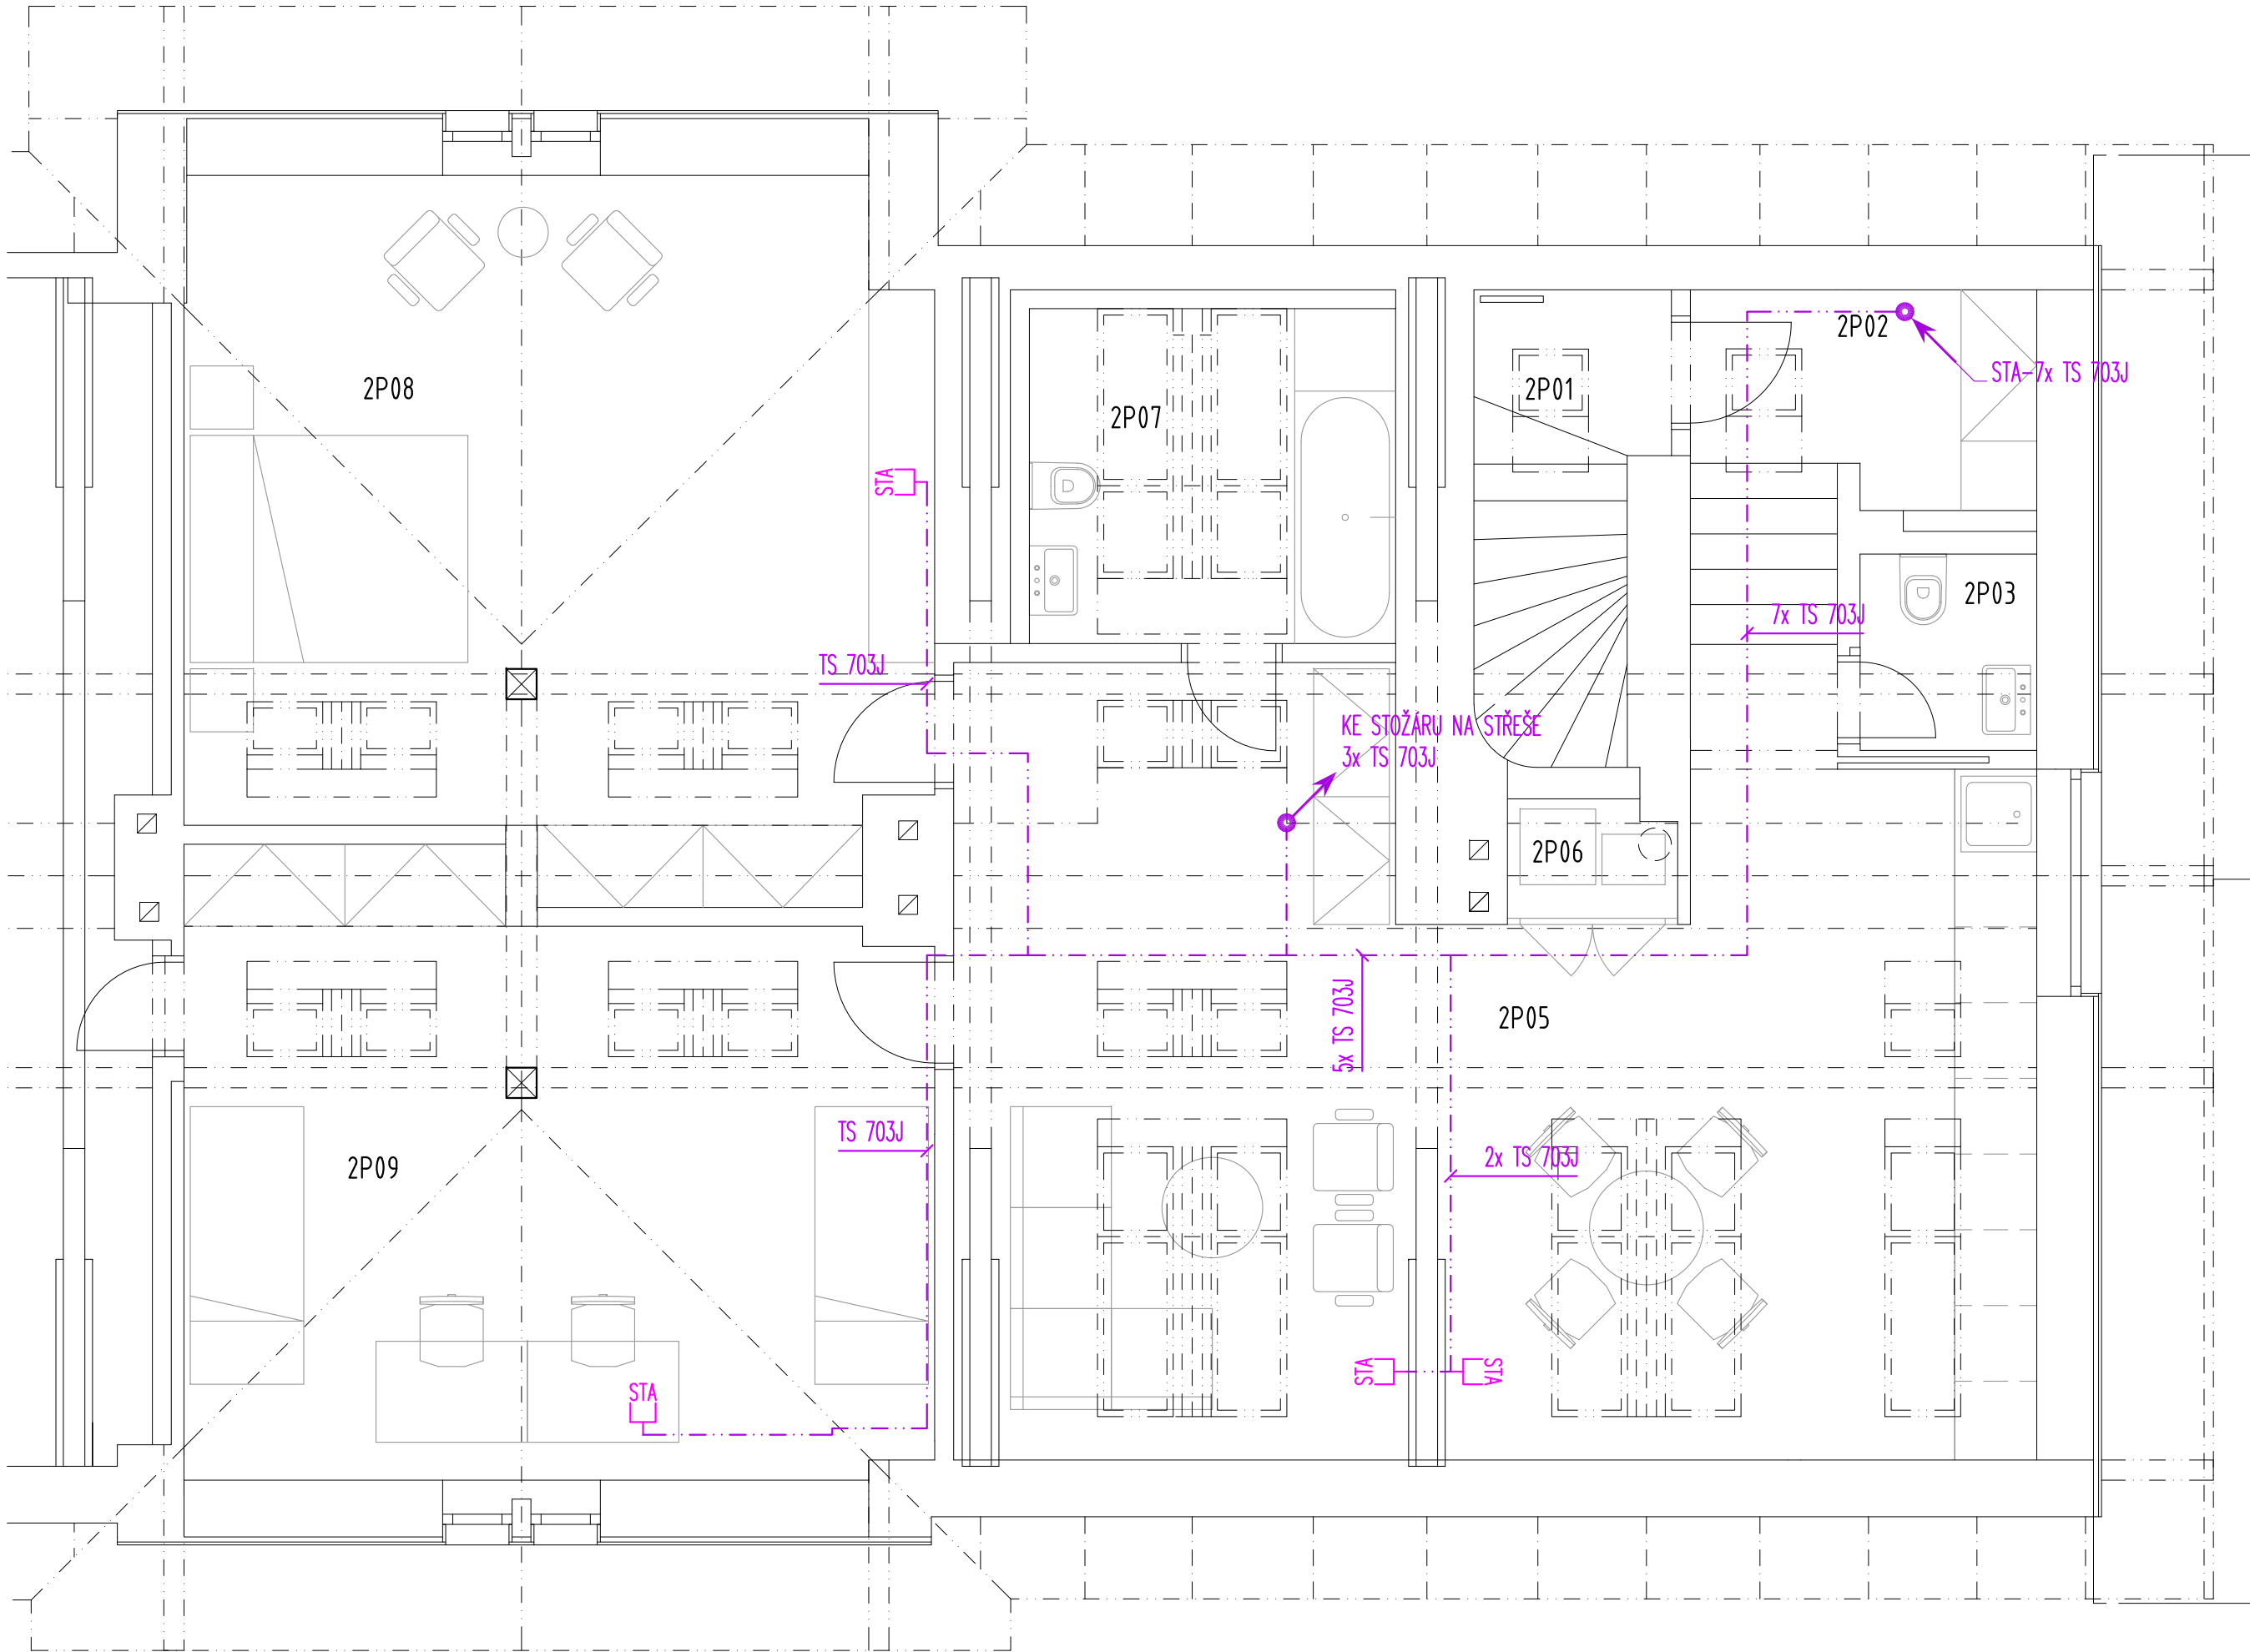 2P02
STA-7x TS 703J
2P08
2P01
2P07
STA
2P03
7x TS 703J
TS 703J
KE STOŽÁRU NA STŘEŠE
3x TS 703J
2P06
2P05
5x TS 703J
TS 703J
2P09
2x TS 703J
STA
STA
STA